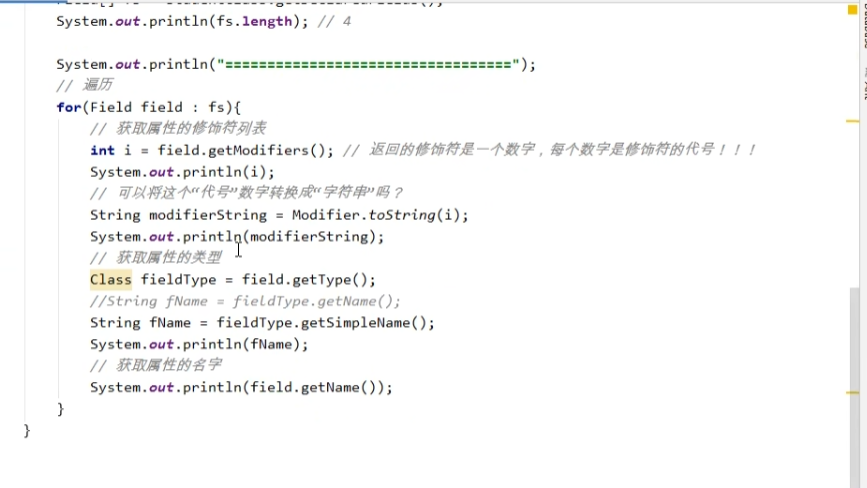 System.out.println(fs.length); // 4
System.out.println("==================================");
// 遍历
for(Field field : fs){
// 获取属性的修饰符列表
int i = field.getModifiers(); // 返回的修饰符是一个数字，每个数字是修饰符的代号！！！
System.out.println(i);
// 可以将这个“代号”数字转换成“字符串”吗？
String modifierString = Modifier.toString(i);
System.out.println(modifierString);
// 获取属性的类型
Class fieldType = field.getType();
//String fName = fieldType.getName();
String fName = fieldType.getSimpleName();
System.out.println(fName);
// 获取属性的名字
System.out.println(field.getName());
}
}